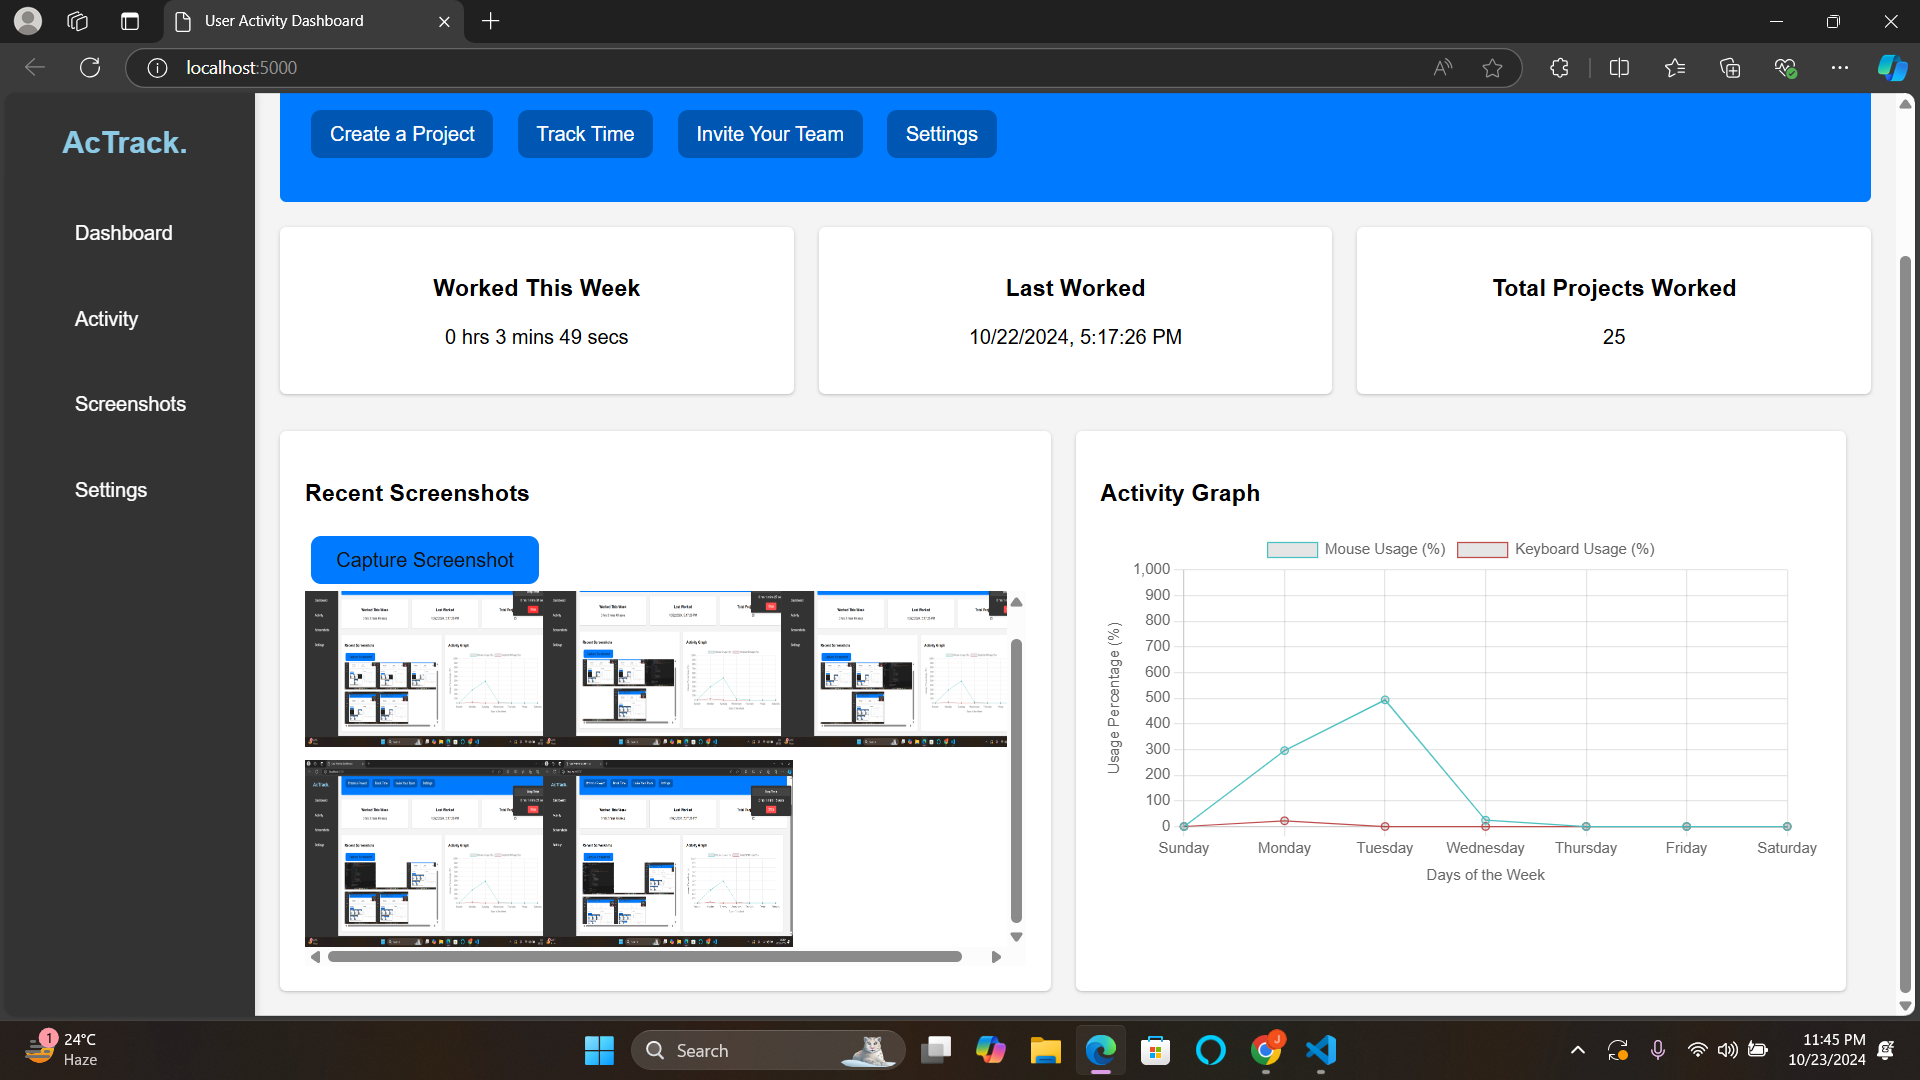 User Activity Dashboard
localhost:5000
AcTrack.
Dashboard
Activity
Screenshots
Settings
Create a Project
Track Time
Invite Your Team
Settings
Worked This Week
0 hrs 3 mins 49 secs
Last Worked
10/22/2024, 5:17:26 PM
Total Projects Worked
25
Recent Screenshots
Capture Screenshot
Activity Graph
Mouse Usage (%)
Keyboard Usage (%)
1,000
900
800
700
600
500
400
300
200
100
0
Usage Percentage (%)
Sunday
Monday
Tuesday
Wednesday
Thursday
Friday
Saturday
Days of the Week
1
24°C
Haze
Search
J
11:45 PM
10/23/2024